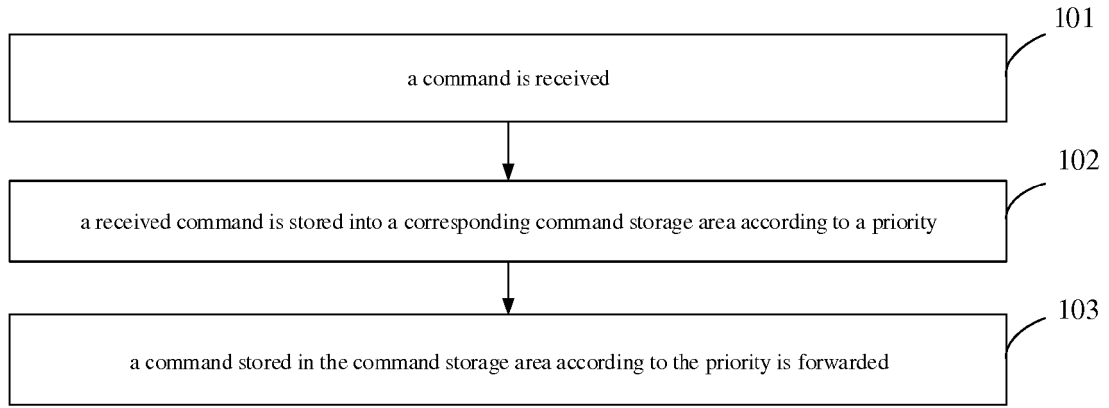 101
a command is received
102
a received command is stored into a corresponding command storage area according to a priority
103
a command stored in the command storage area according to the priority is forwarded